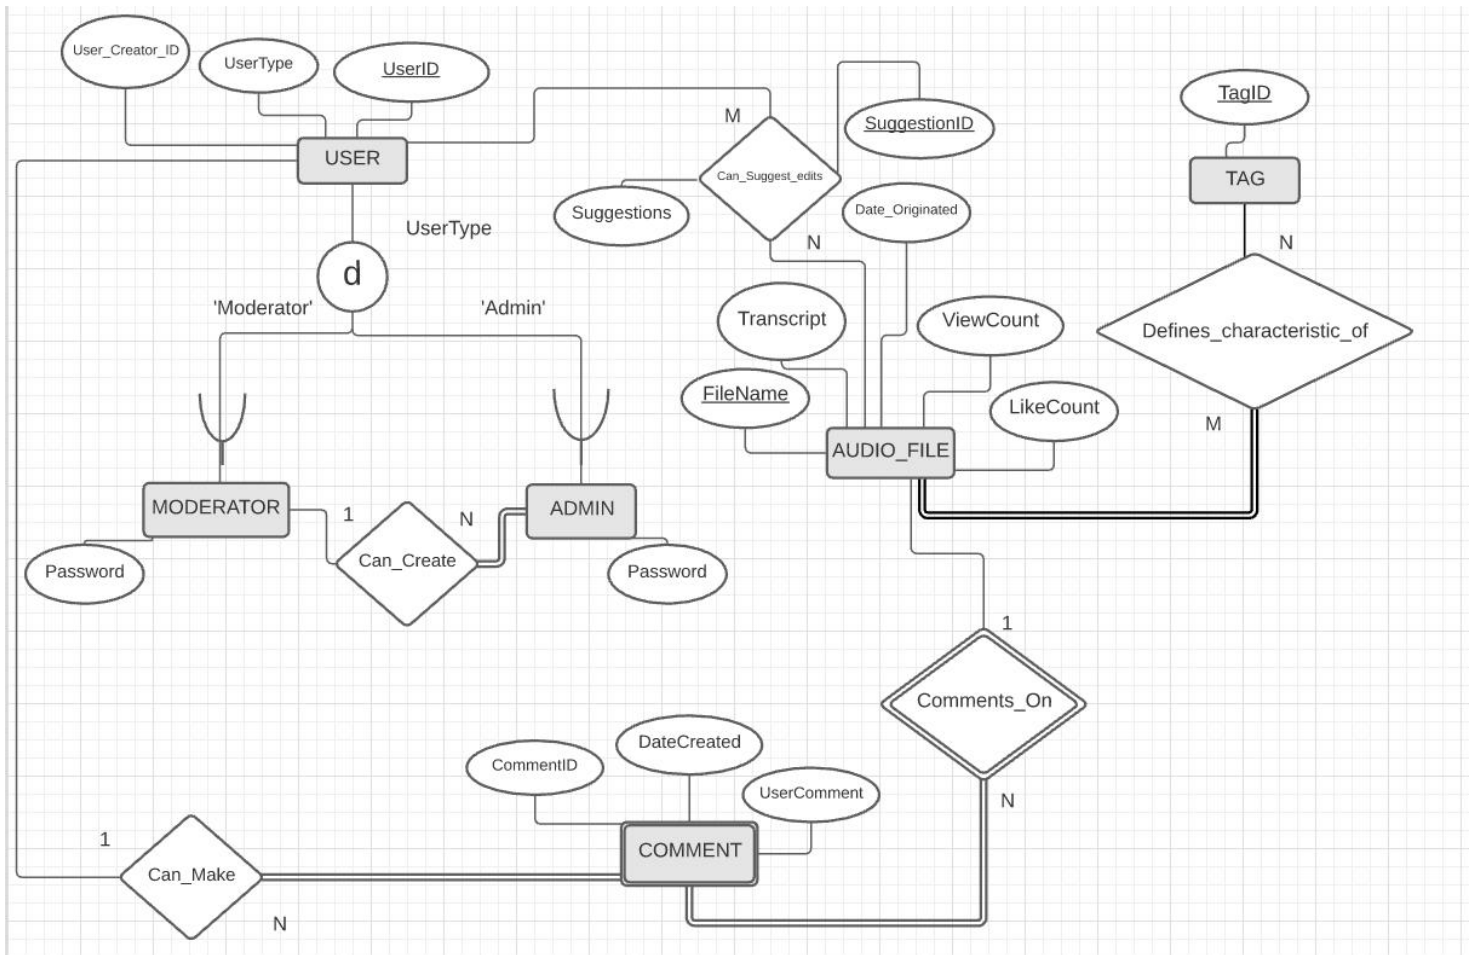 User_Creator_ID
UserType
UserID
USER
M
SuggestionID
TagID
TAG
Can_Suggest_edits
Suggestions
Date_Originated
UserType
N
N
d
'Moderator'
'Admin'
Transcript
ViewCount
Defines_characteristic_of
FileName
LikeCount
M
AUDIO_FILE
MODERATOR
1
N
ADMIN
Can_Create
Password
Password
1
Comments_On
CommentID
DateCreated
UserComment
N
1
COMMENT
Can_Make
N